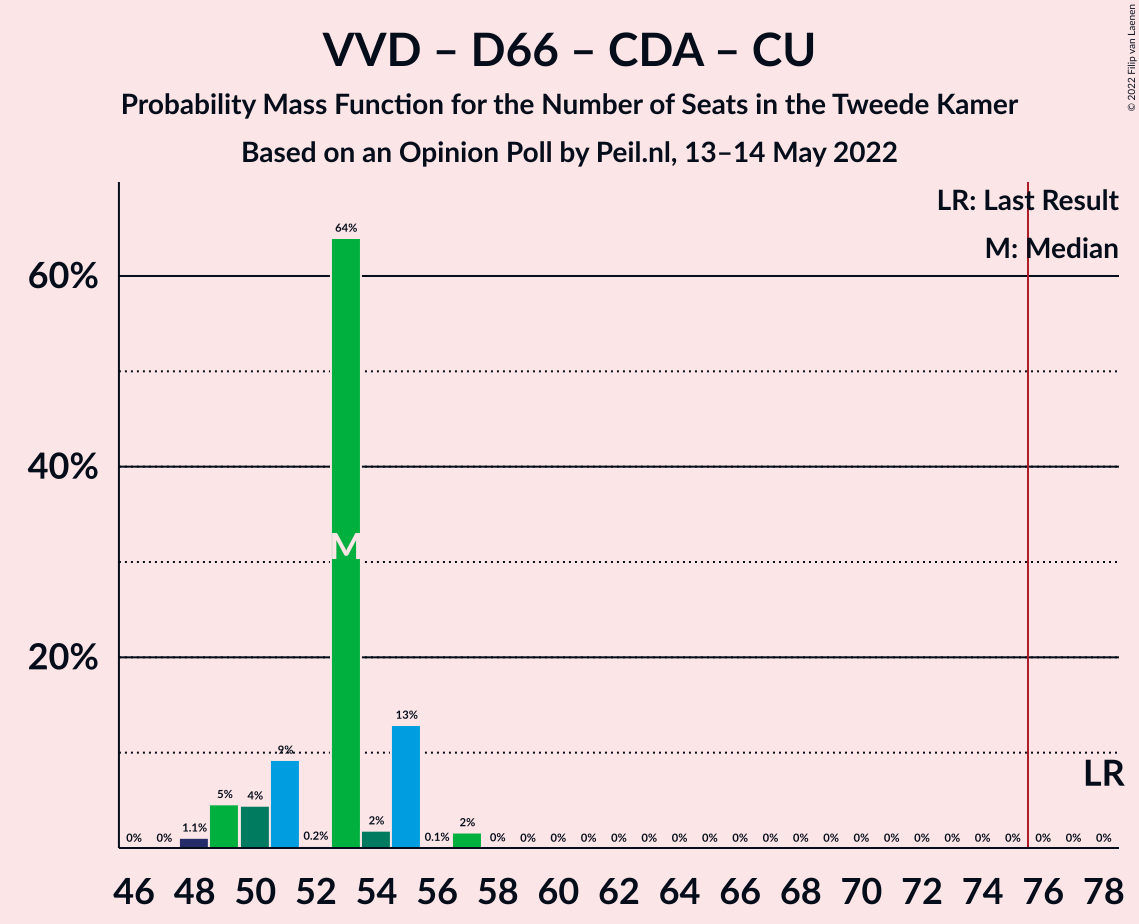 VVD – D66 – CDA – CU
Probability Mass Function for the Number of Seats in the Tweede Kamer
Based on an Opinion Poll by Peil.nl, 13–14 May 2022
© 2022 Filip van Laenen
LR: Last Result
M: Median
60%
40%
20%
0% 0% 1.1% 5% 4% 9% 0.2% 64% 2% 13% 0.1% 2% 0% 0% 0% 0% 0% 0% 0% 0% 0% 0% 0% 0% 0% 0% 0% 0% 0% 0% 0% 0% 0%
M
LR
46 48 50 52 54 56 58 60 62 64 66 68 70 72 74 76 78